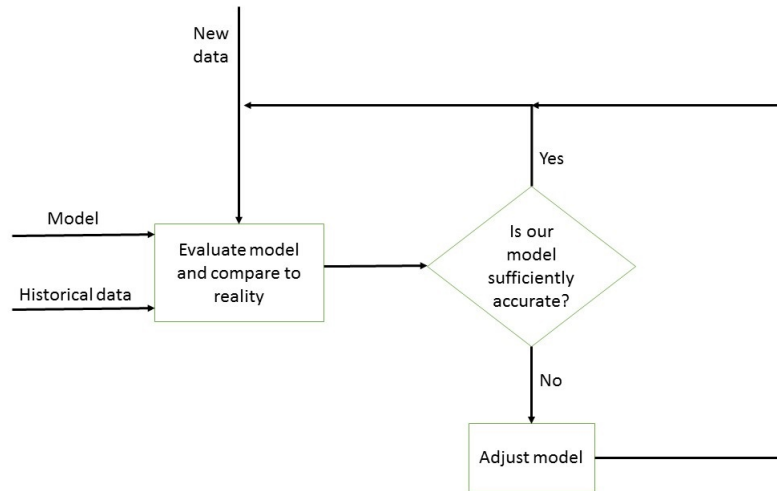 New
data
Yes
Model
Evaluate model
and compare to
reality
Is our
model
sufficiently
accurate?
Historical data
No
Adjust model